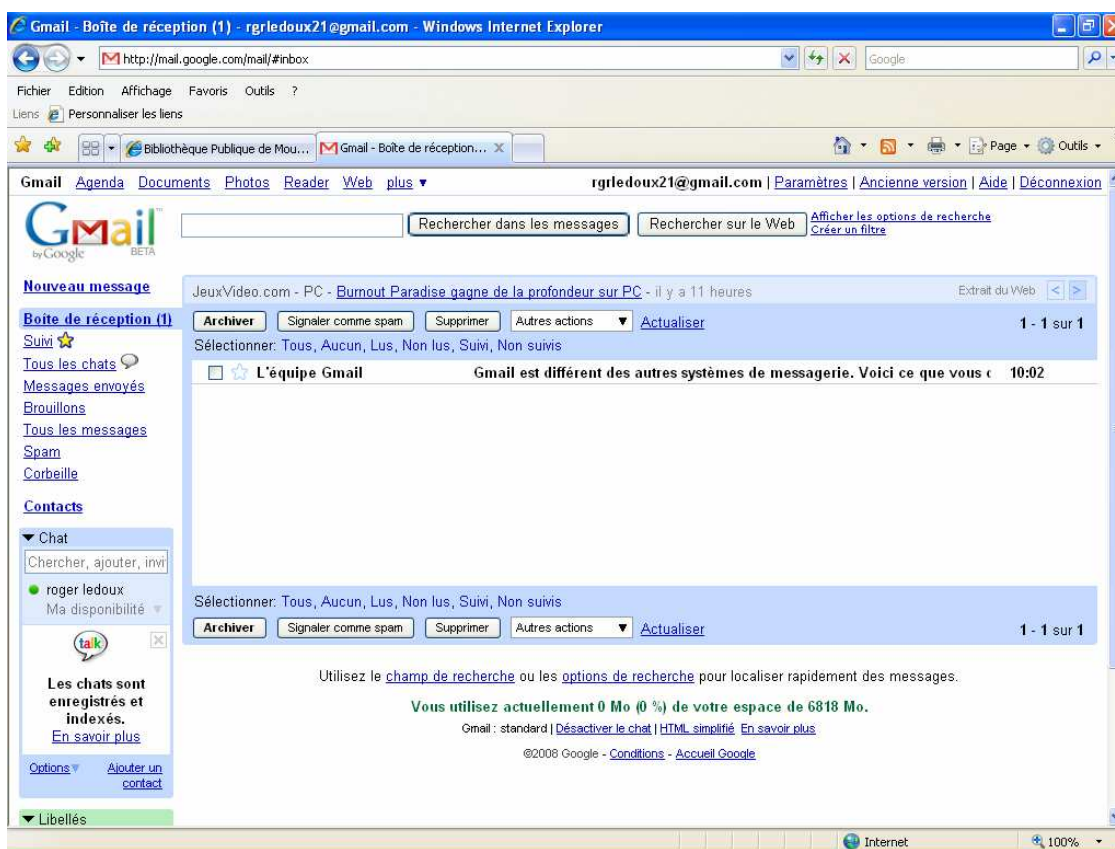 Gmail - Boîte de réception (1) - rgrledoux21@gmail.com - Windows Internet Explorer
http://mail.google.com/mail/#inbox
Google
Fichier Edition Affichage Favoris Outils ?
Liens Personnaliser les liens
Bibliothèque Publique de Mou... Gmail - Boîte de réception... Page Outils
Gmail Agenda Documents Photos Reader Web plus ▼ rgrledoux21@gmail.com | Paramètres | Ancienne version | Aide | Déconnexion
Gmail by Google BETA
Rechercher dans les messages Rechercher sur le Web Afficher les options de recherche
Créer un filtre
Nouveau message
JeuxVideo.com - PC - Burnout Paradise gagne de la profondeur sur PC - il y a 11 heures Extrait du Web < >
Boîte de réception (1)
Archiver Signaler comme spam Supprimer Autres actions ▼ Actualiser 1 - 1 sur 1
Suivi
Sélectionner: Tous, Aucun, Lus, Non lus, Suivi, Non suivis
Tous les chats
L'équipe Gmail Gmail est différent des autres systèmes de messagerie. Voici ce que vous 10:02
Messages envoyés
Brouillons
Tous les messages
Spam
Corbeille
Contacts
▼ Chat
Chercher, ajouter, invi
roger ledoux
Ma disponibilité ▼
Sélectionner: Tous, Aucun, Lus, Non lus, Suivi, Non suivis
Archiver Signaler comme spam Supprimer Autres actions ▼ Actualiser 1 - 1 sur 1
talk
Les chats sont
enregistrés et
indexés.
En savoir plus
Options ▼ Ajouter un
contact
Utilisez le champ de recherche ou les options de recherche pour localiser rapidement des messages.
Vous utilisez actuellement 0 Mo (0 %) de votre espace de 6818 Mo.
Gmail : standard | Désactiver le chat | HTML simplifié En savoir plus
©2008 Google - Conditions - Accueil Google
▼ Libellés
Internet 100%